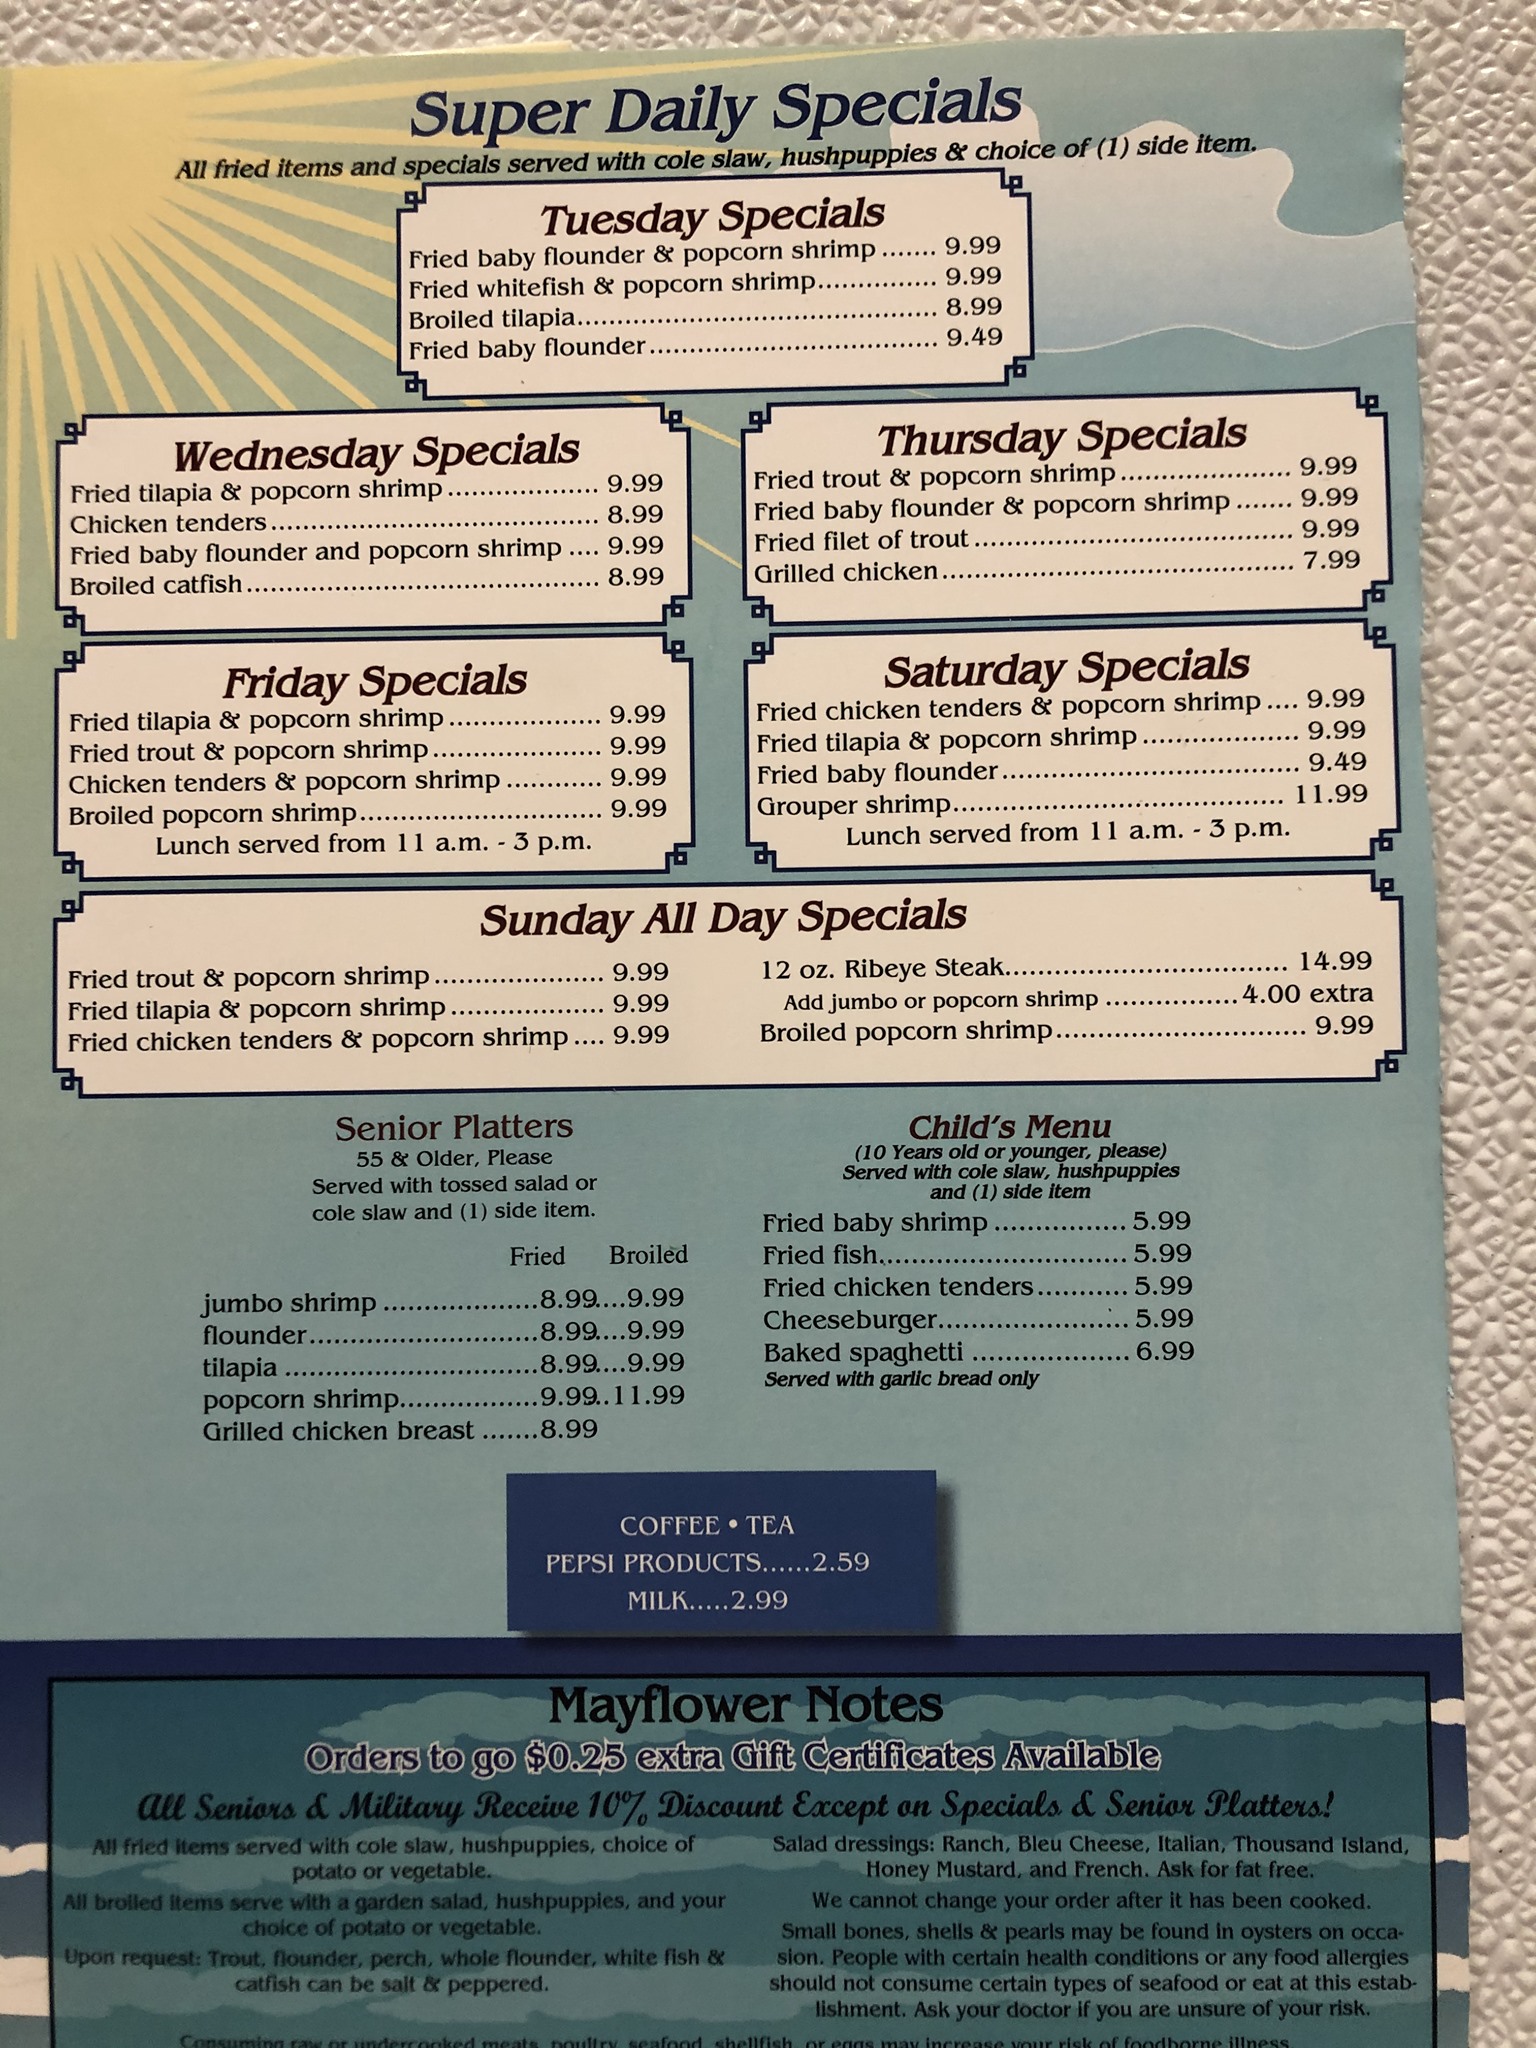 Super Daily Specials
All fried items and specials served with cole slaw, hushpuppies & choice of (1) side item.
Tuesday Specials
Fried baby flounder & popcorn shrimp ....... 9.99
Fried whitefish & popcorn shrimp............... 9.99
Broiled tilapia............................................ 8.99
Fried baby flounder................................... 9.49
Wednesday Specials
Fried tilapia & popcorn shrimp................... 9.99
Chicken tenders......................................... 8.99
Fried baby flounder and popcorn shrimp .... 9.99
Broiled catfish............................................ 8.99
Thursday Specials
Fried trout & popcorn shrimp..................... 9.99
Fried baby flounder & popcorn shrimp ....... 9.99
Fried filet of trout....................................... 9.99
Grilled chicken........................................... 7.99
Friday Specials
Fried tilapia & popcorn shrimp................... 9.99
Fried trout & popcorn shrimp..................... 9.99
Chicken tenders & popcorn shrimp ............ 9.99
Broiled popcorn shrimp.............................. 9.99
Lunch served from 11 a.m. - 3 p.m.
Saturday Specials
Fried chicken tenders & popcorn shrimp .... 9.99
Fried tilapia & popcorn shrimp................... 9.99
Fried baby flounder..................................... 9.49
Grouper shrimp......................................... 11.99
Lunch served from 11 a.m. - 3 p.m.
Sunday All Day Specials
Fried trout & popcorn shrimp..................... 9.99
Fried tilapia & popcorn shrimp................... 9.99
Fried chicken tenders & popcorn shrimp .... 9.99
12 oz. Ribeye Steak................................... 14.99
Add jumbo or popcorn shrimp .................4.00 extra
Broiled popcorn shrimp............................... 9.99
Senior Platters
55 & Older, Please
Served with tossed salad or
cole slaw and (1) side item.
Fried Broiled
jumbo shrimp ...................8.99....9.99
flounder............................8.99....9.99
tilapia ...............................8.99....9.99
popcorn shrimp.................9.99..11.99
Grilled chicken breast .......8.99
Child's Menu
(10 Years old or younger, please)
Served with cole slaw, hushpuppies
and (1) side item
Fried baby shrimp ................ 5.99
Fried fish............................... 5.99
Fried chicken tenders........... 5.99
Cheeseburger........................ 5.99
Baked spaghetti ................... 6.99
Served with garlic bread only
COFFEE • TEA
PEPSI PRODUCTS......2.59
MILK.....2.99
Mayflower Notes
Orders to go $0.25 extra Gift Certificates Available
All Seniors & Military Receive 10% Discount Except on Specials & Senior Platters!
All fried items served with cole slaw, hushpuppies, choice of
potato or vegetable.
All broiled items serve with a garden salad, hushpuppies, and your
choice of potato or vegetable.
Upon request: Trout, flounder, perch, whole flounder, white fish &
catfish can be salt & peppered.
Salad dressings: Ranch, Bleu Cheese, Italian, Thousand Island,
Honey Mustard, and French. Ask for fat free.
We cannot change your order after it has been cooked.
Small bones, shells & pearls may be found in oysters on occa-
sion. People with certain health conditions or any food allergies
should not consume certain types of seafood or eat at this estab-
lishment. Ask your doctor if you are unsure of your risk.
Consuming raw or undercooked meats, poultry, seafood, shellfish, or eggs may increase your risk of foodborne illness.